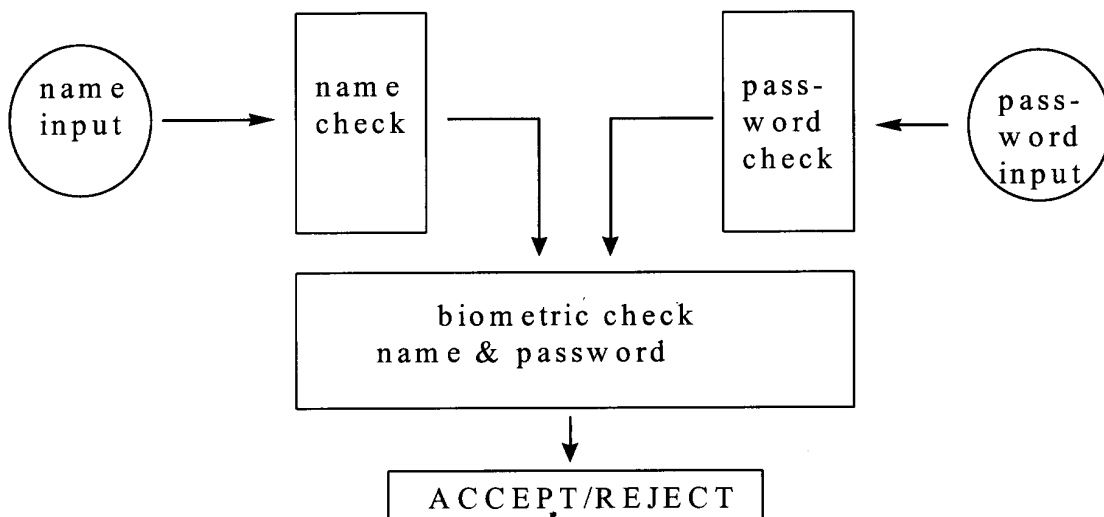 name
input
name
check
pass-
word
check
pass-
word
input
biometric check
name & password
ACCEPT/REJECT